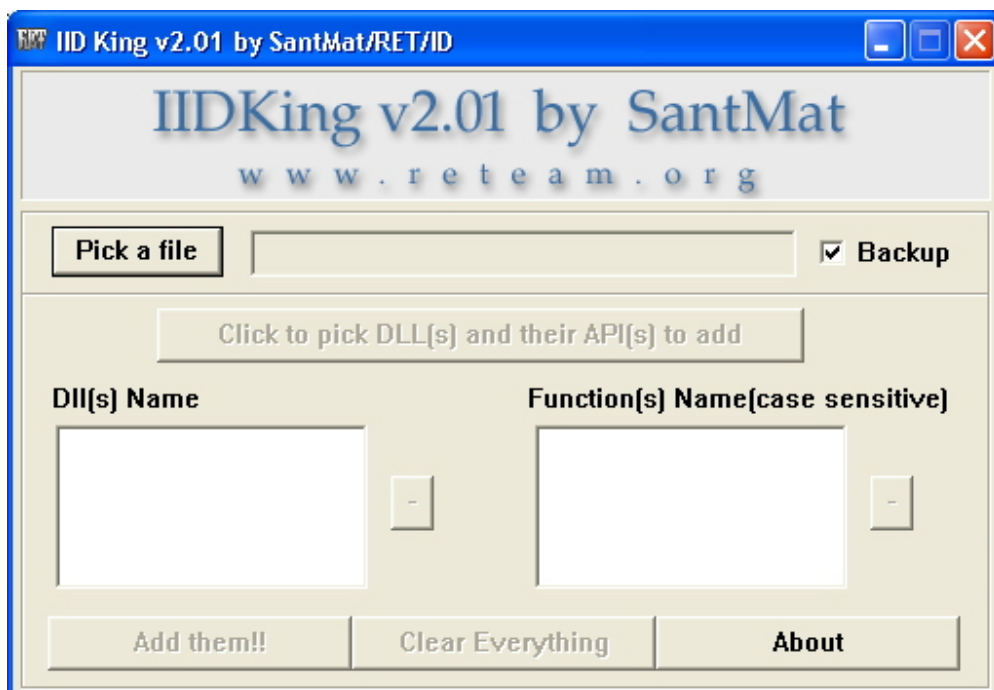 IID King v2.01 by SantMat/RET/ID
IIDKing v2.01 by SantMat
www.reteam.org
Pick a file
Backup
Click to pick DLL(s) and their API(s) to add
Dll(s) Name
Function(s) Name(case sensitive)
-
-
Add them!!
Clear Everything
About